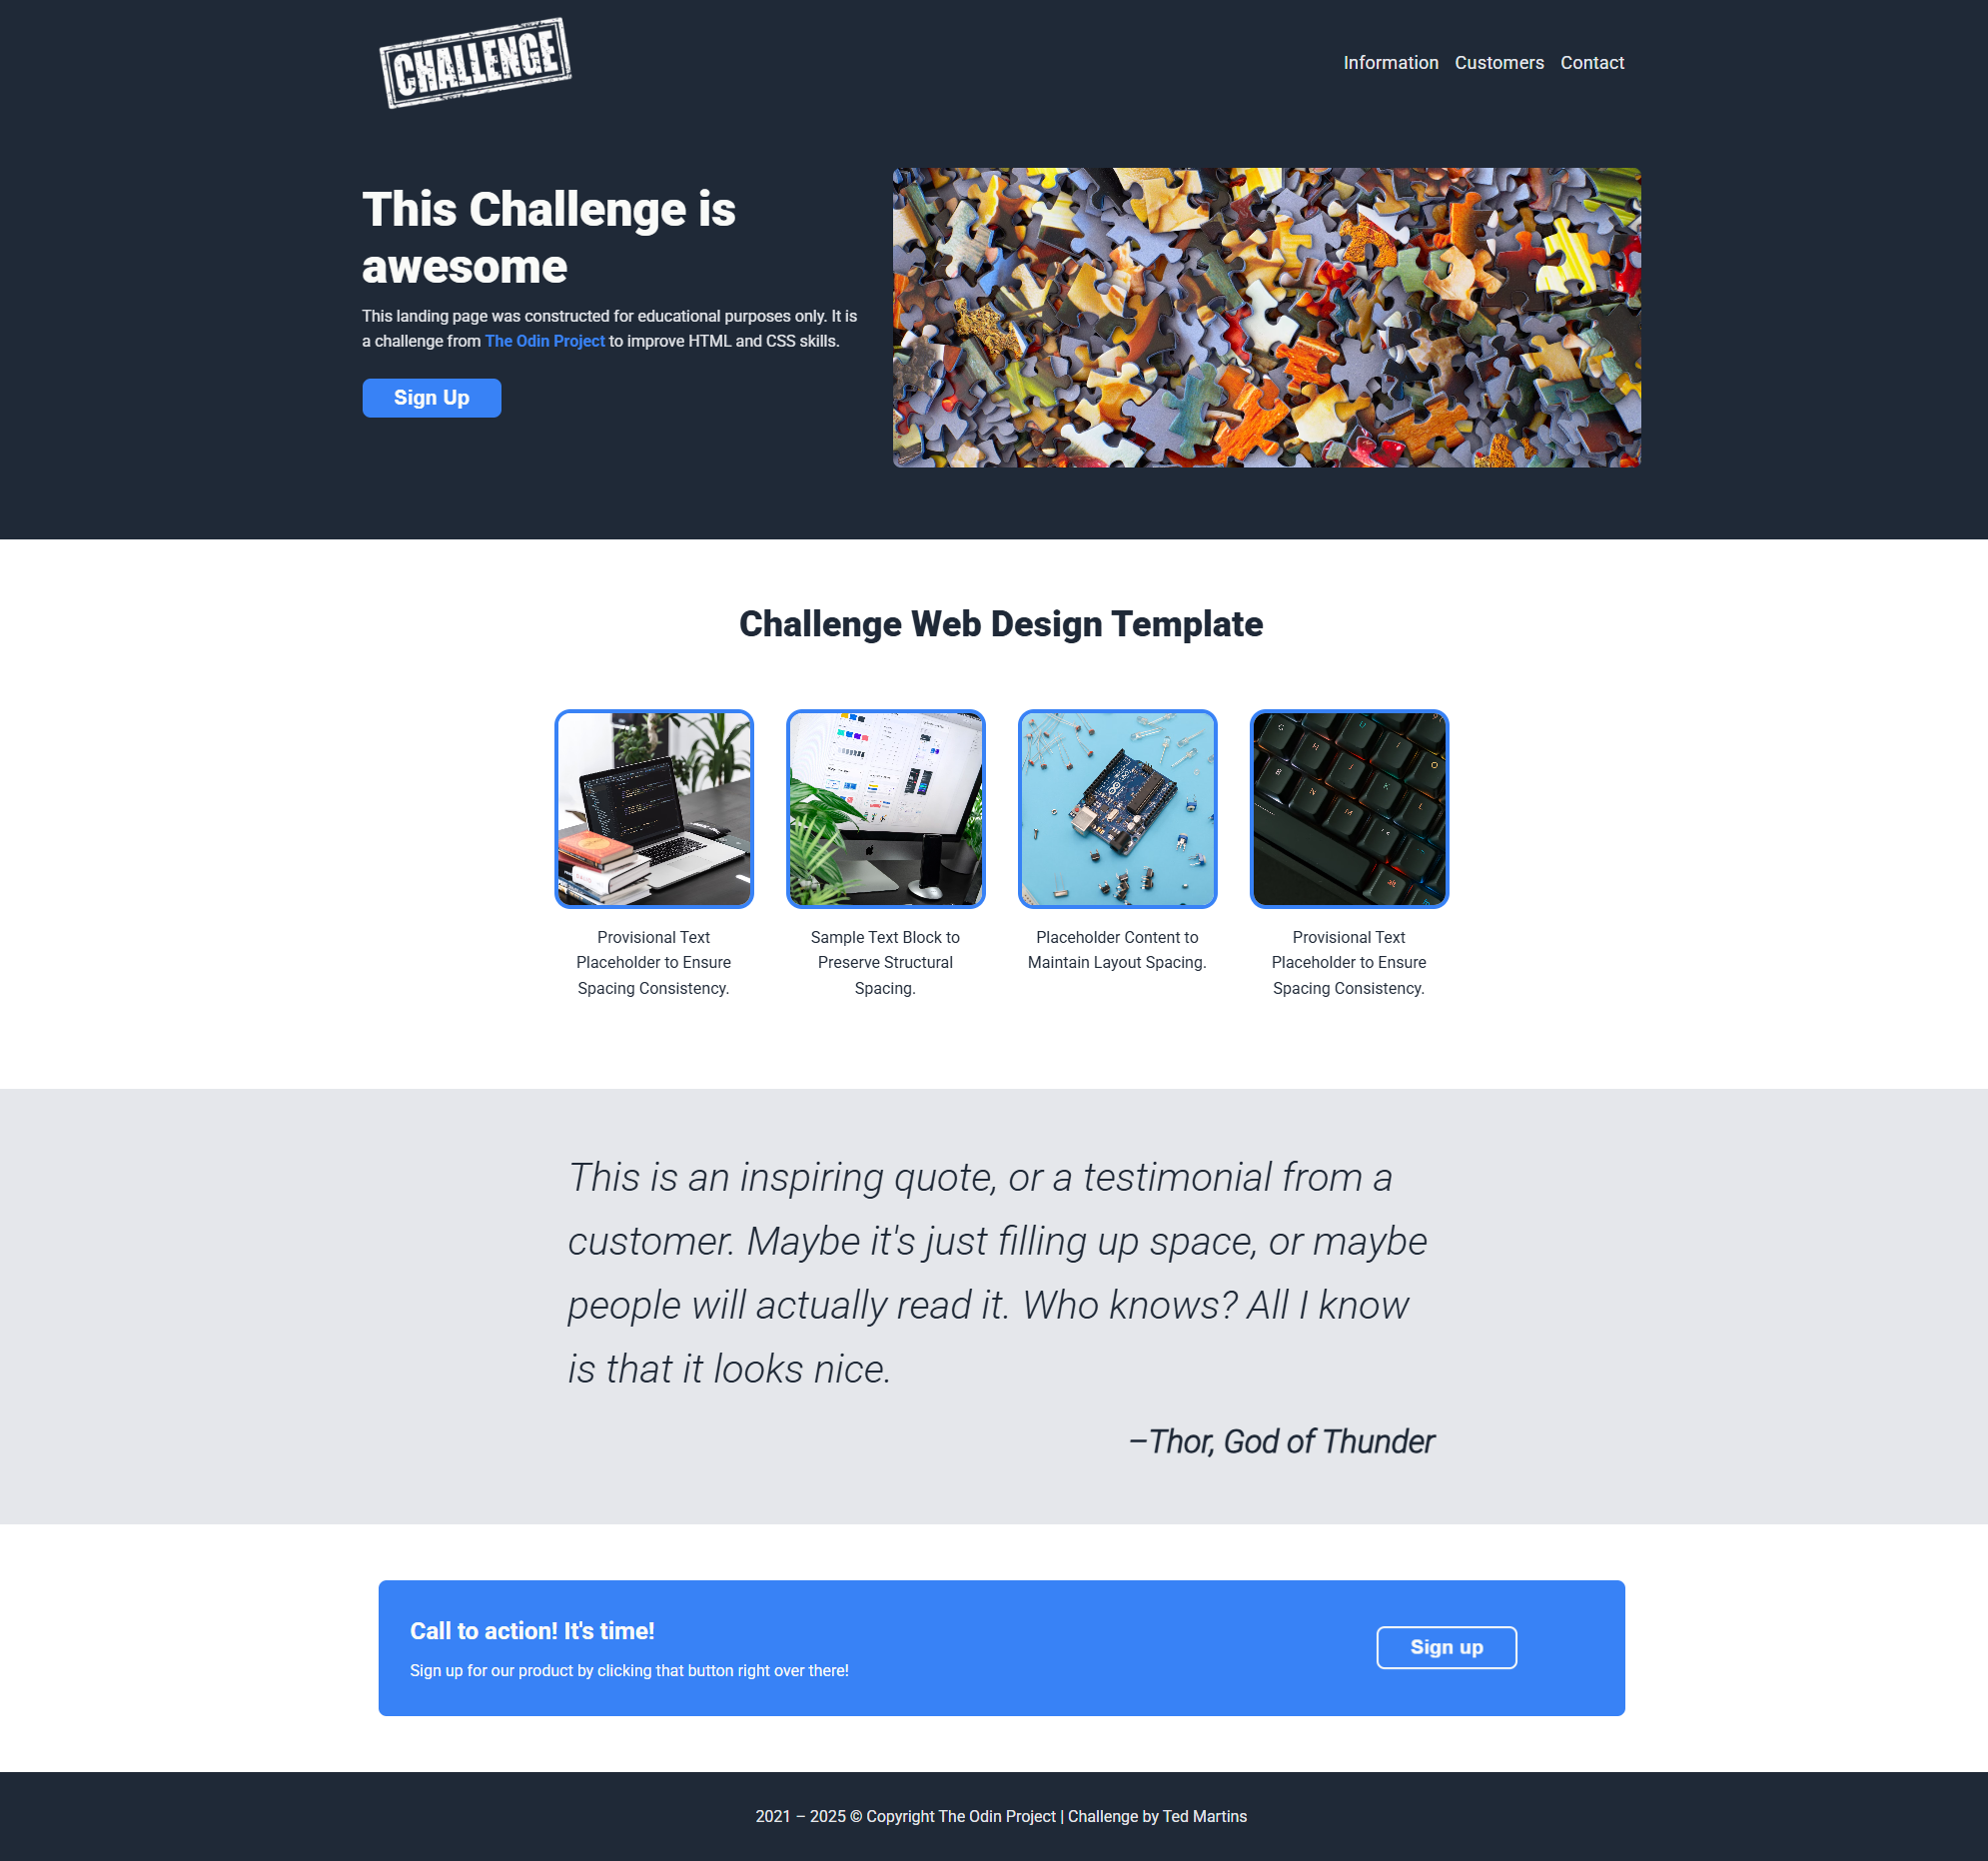 CHALLENGE
Information Customers Contact
This Challenge is
awesome
This landing page was constructed for educational purposes only. It is
a challenge from The Odin Project to improve HTML and CSS skills.
Sign Up
Challenge Web Design Template
Provisional Text
Placeholder to Ensure
Spacing Consistency.
Sample Text Block to
Preserve Structural
Spacing.
Placeholder Content to
Maintain Layout Spacing.
Provisional Text
Placeholder to Ensure
Spacing Consistency.
This is an inspiring quote, or a testimonial from a
customer. Maybe it's just filling up space, or maybe
people will actually read it. Who knows? All I know
is that it looks nice.
–Thor, God of Thunder
Call to action! It's time!
Sign up for our product by clicking that button right over there!
Sign up
2021 – 2025 © Copyright The Odin Project | Challenge by Ted Martins